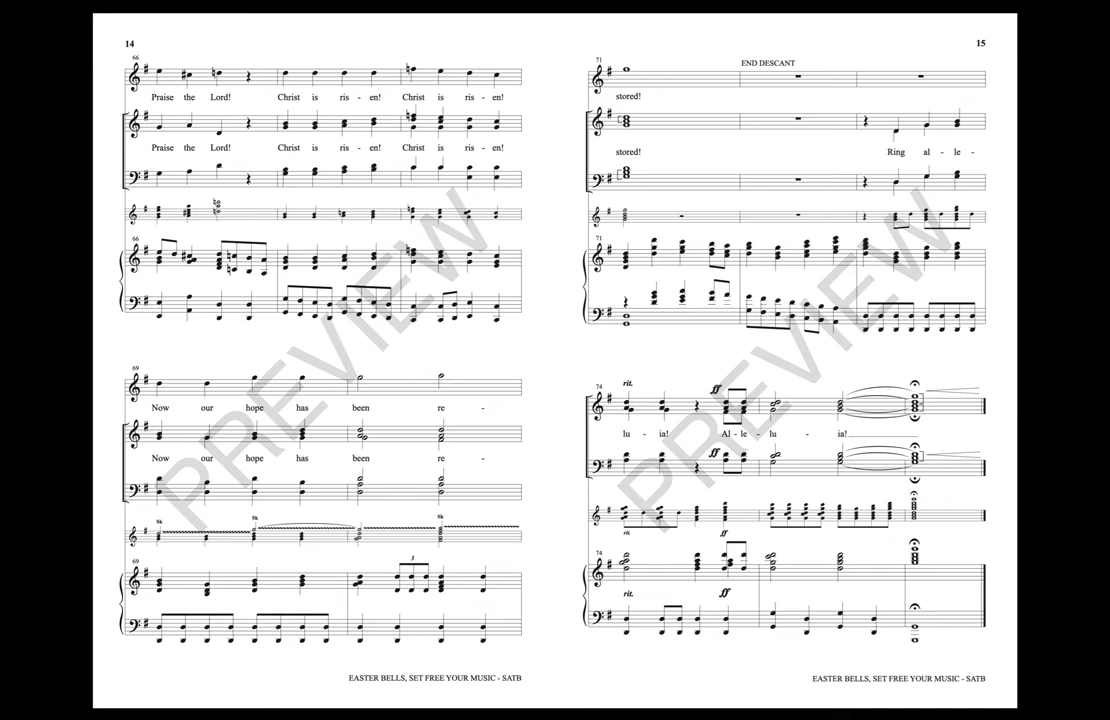 14
66
Praise the Lord! Christ is ris - en! Christ is ris - en!
Praise the Lord! Christ is ris - en! Christ is ris - en!
66
69
Now our hope has been re -
Now our hope has been re -
Sk Sk Sk
69
3
EASTER BELLS, SET FREE YOUR MUSIC - SATB
PREVIEW
15
71
END DESCANT
stored!
stored! Ring al - le -
71
74
rit. ff
lu - ia! Al - le - lu - ia!
ff
rit. ff
74
rit. ff
EASTER BELLS, SET FREE YOUR MUSIC - SATB
PREVIEW